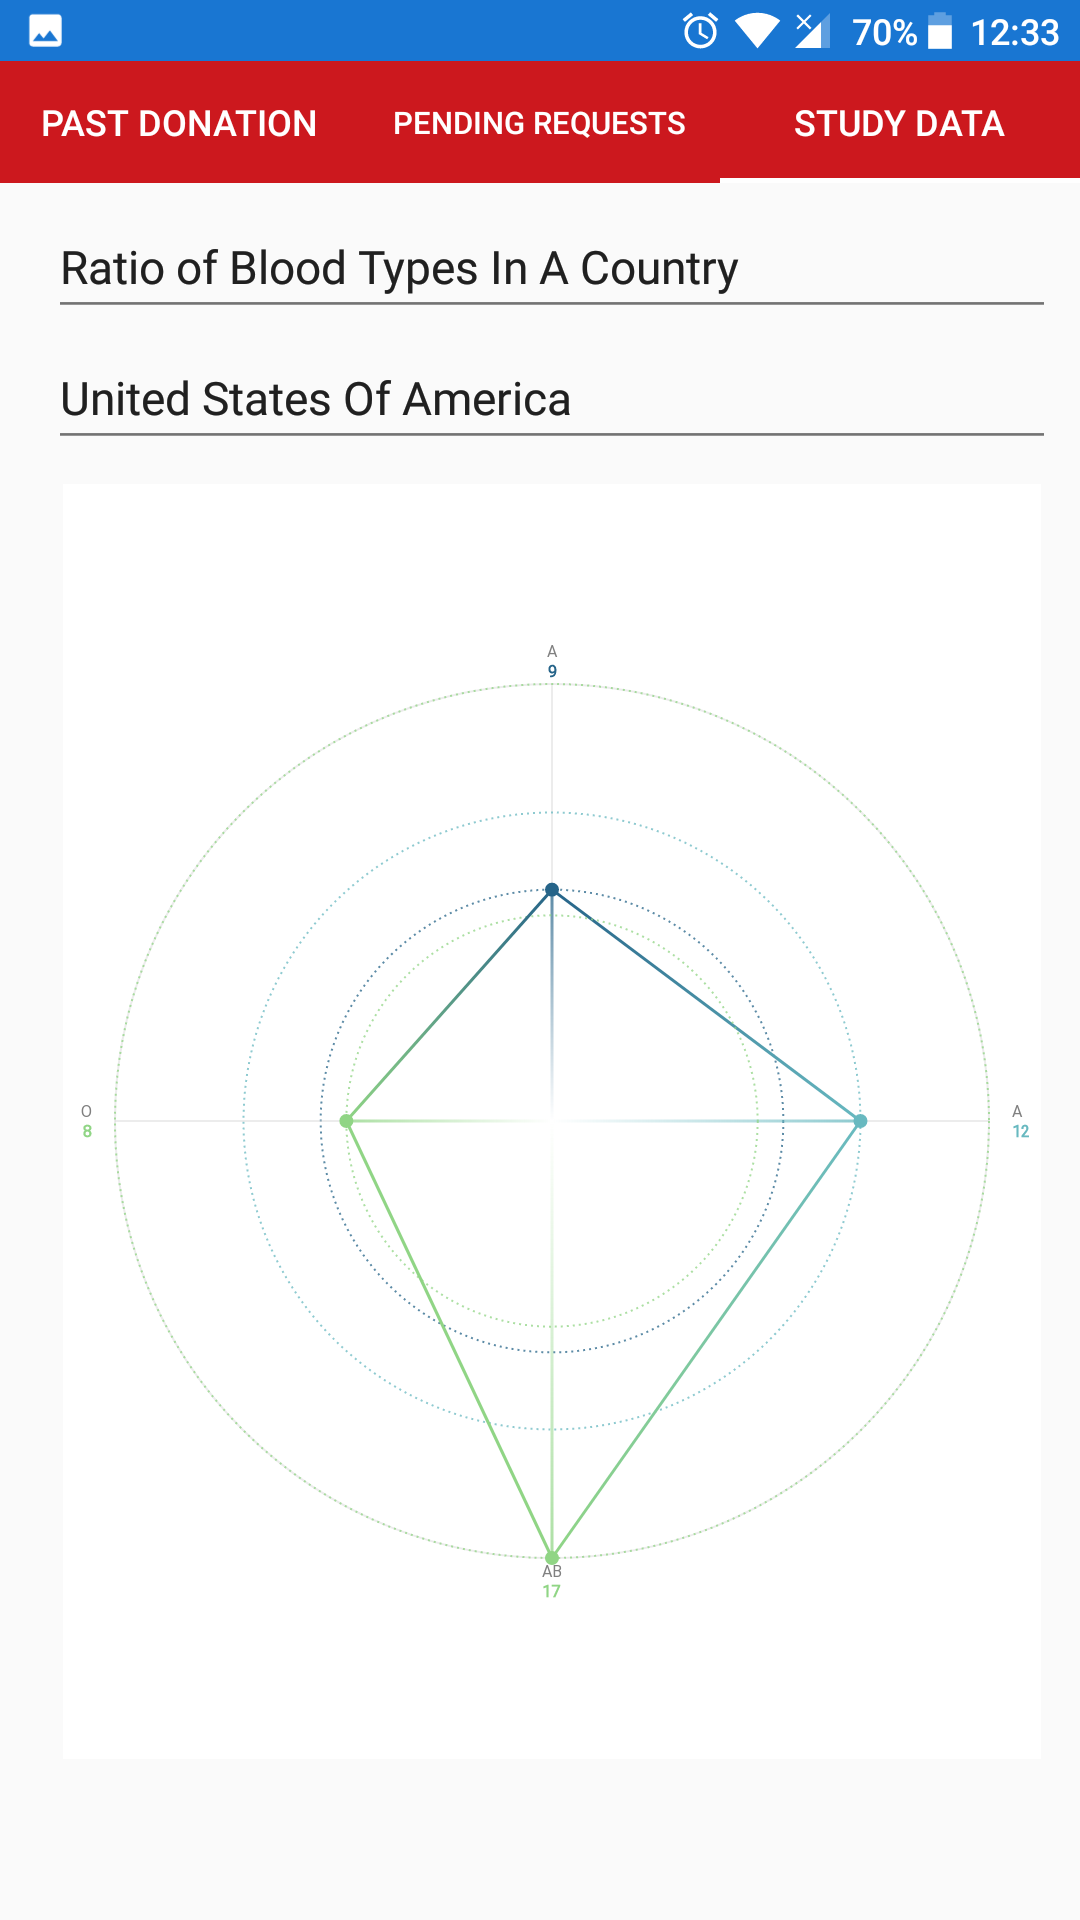 70% 12:33
PAST DONATION PENDING REQUESTS STUDY DATA
Ratio of Blood Types In A Country
United States Of America
A
9
O
8
A
12
AB
17